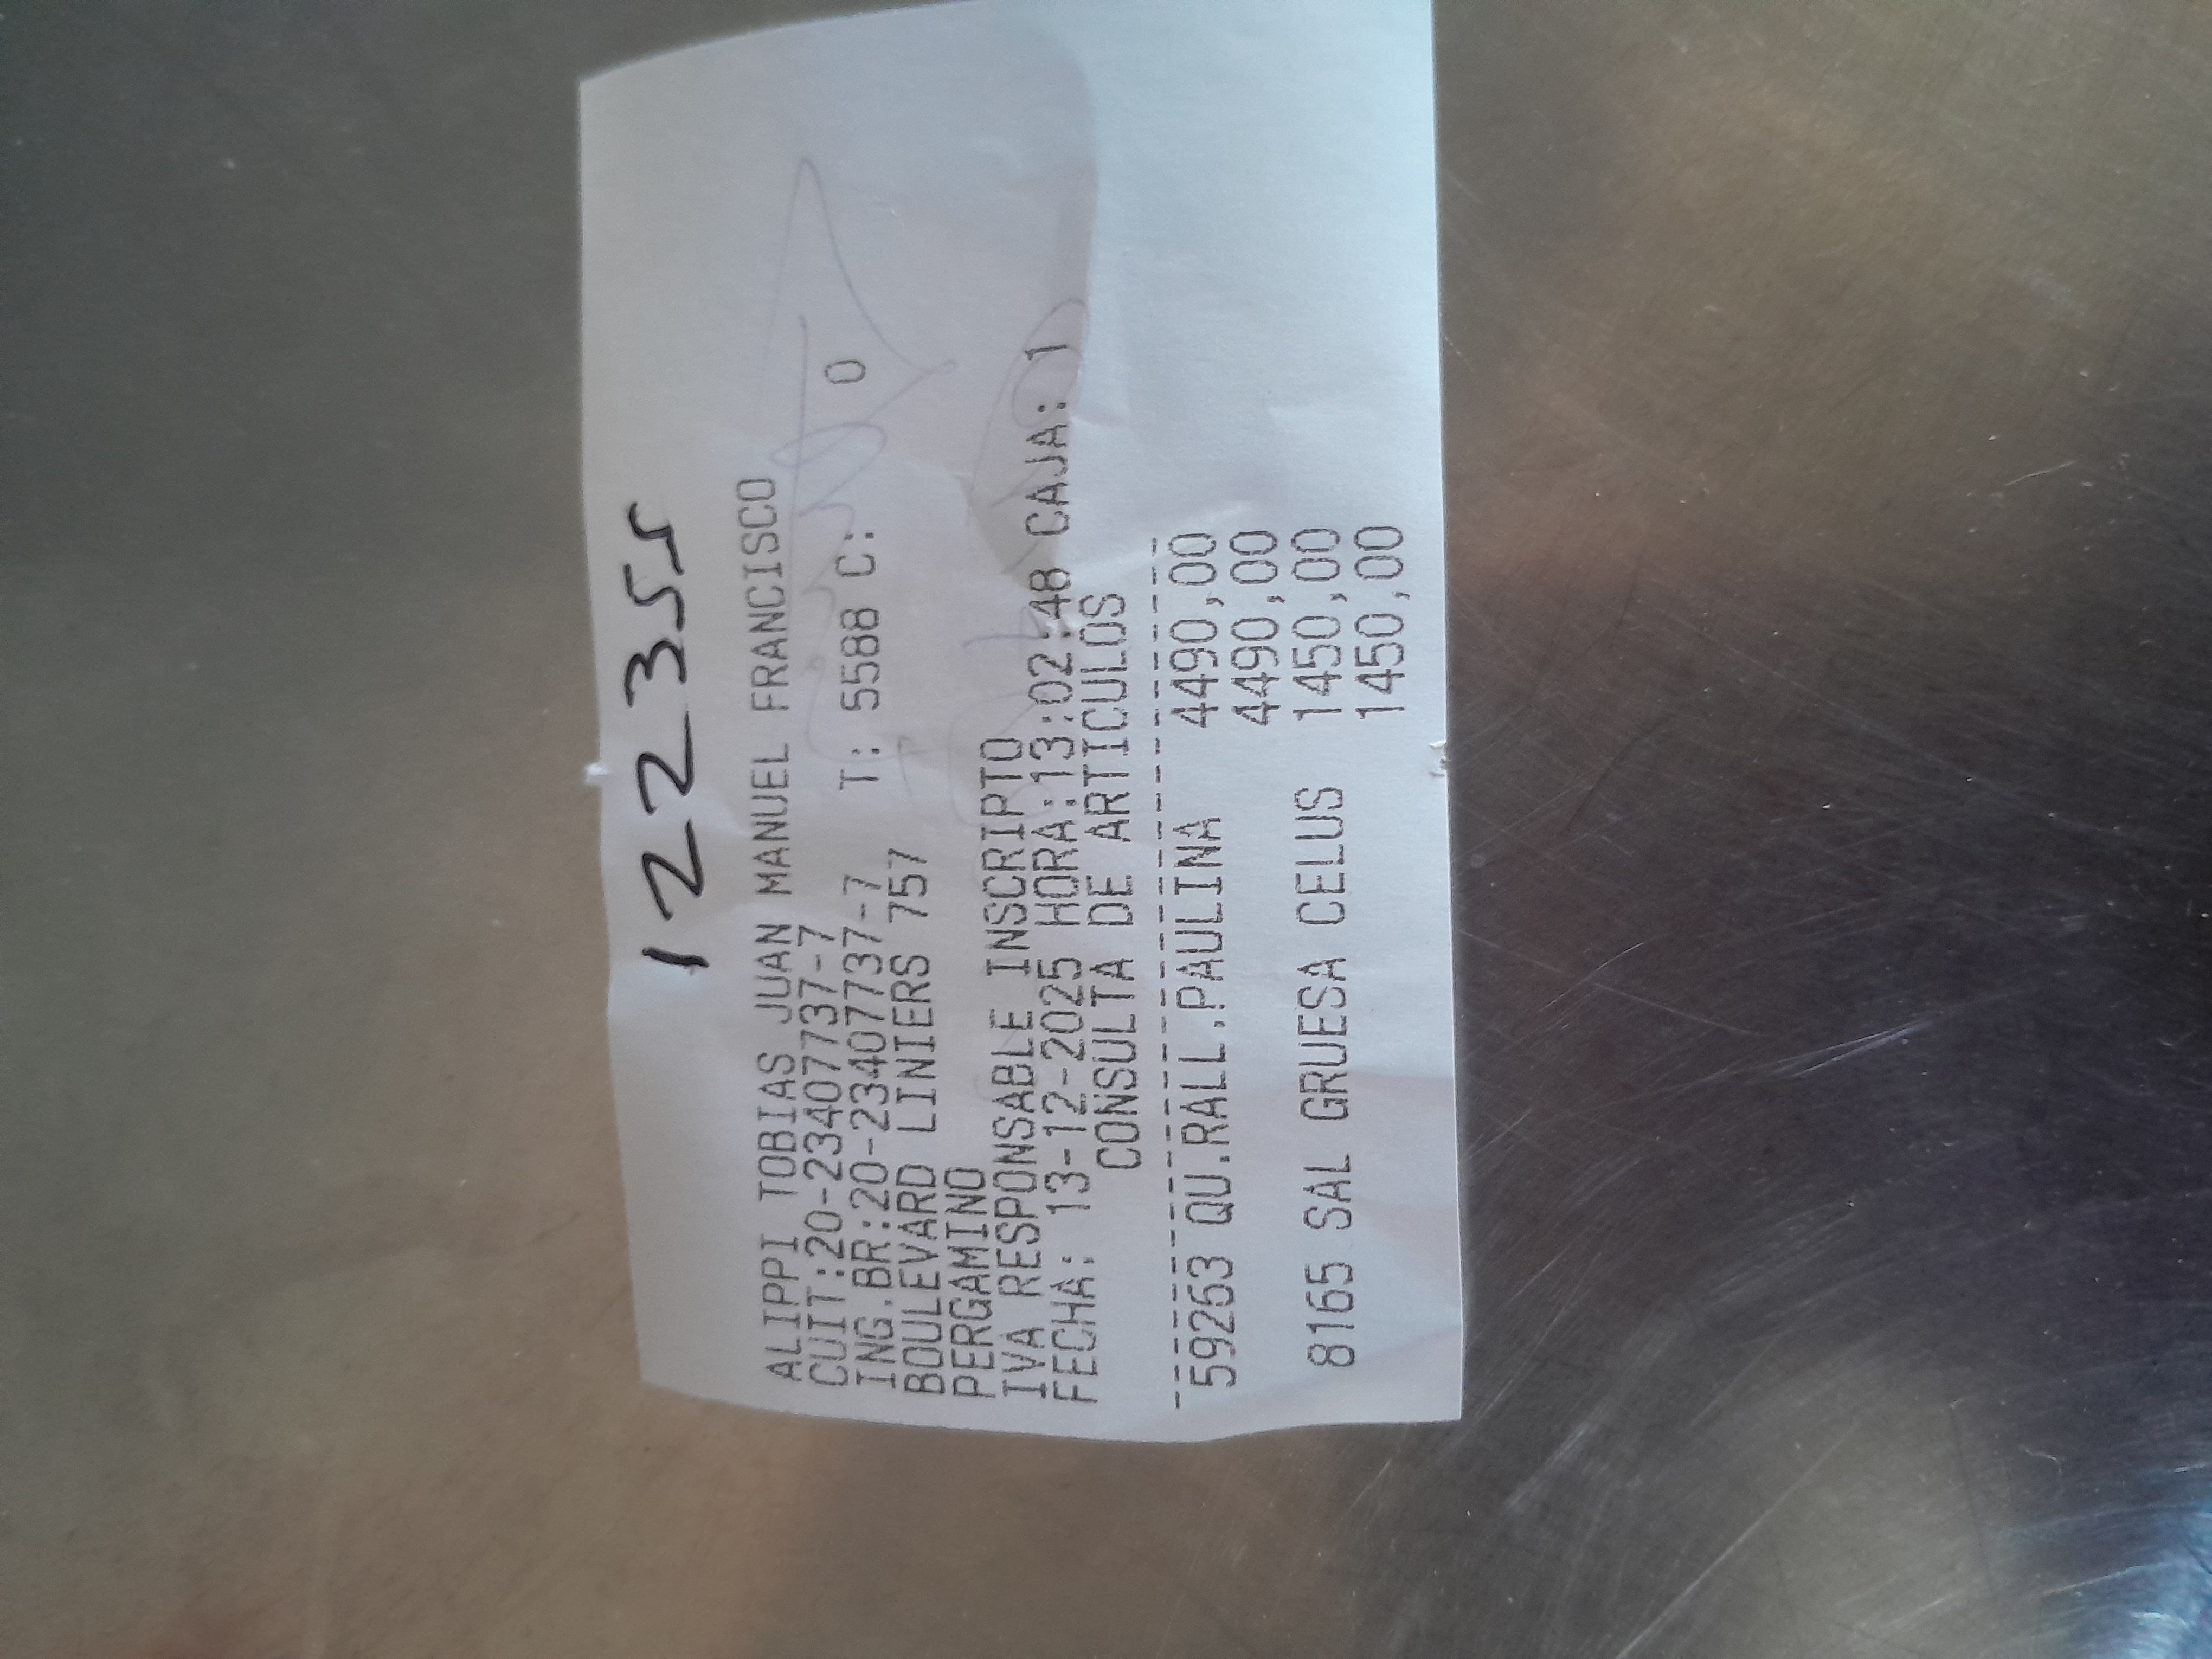 12235
ALIPPI TOBIAS JUAN MANUEL FRANCISCO
CUIT:20-23407737-7
ING.BR:20-23407737-7 T: 5588 C: 0
BOULEVARD LINIERS 757
PERGAMINO
IVA RESPONSABLE INSCRIPTO
FECHA: 13-12-2025 HORA:13:02:48 CAJA: 1
CONSULTA DE ARTICULOS
----------------------------------------
59263 QU.RALL.PAULINA 4490,00
4490,00
8165 SAL GRUESA CELUS 1450,00
1450,00